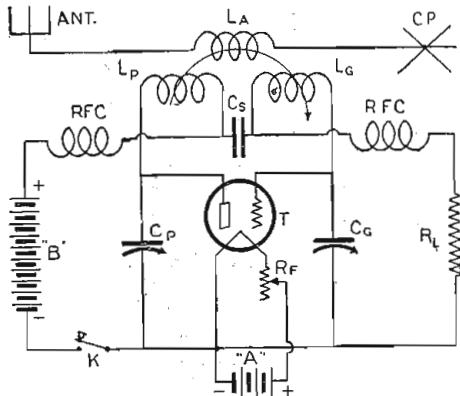 ANT. LA CP
LP LG
RFC CS RFC
+
"B" CP T CG RL
RF
-
K "A"
- +